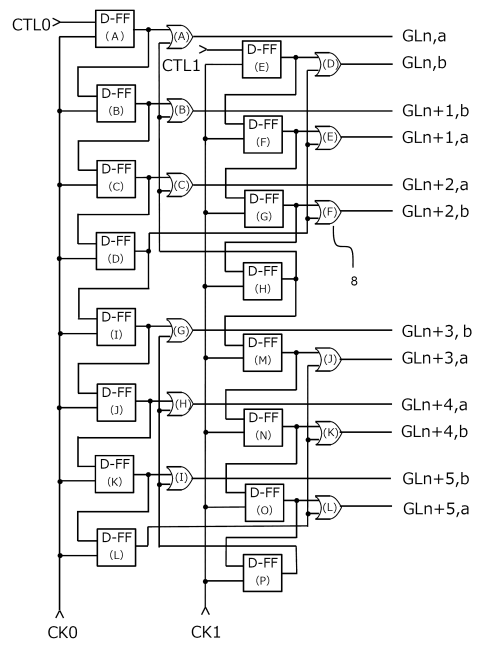 CTL0
D-FF
(A)
(A)
GLn,a
CTL1
D-FF
(E)
(D)
GLn,b
D-FF
(B)
(B)
GLn+1,b
D-FF
(F)
(E)
GLn+1,a
D-FF
(C)
(C)
GLn+2,a
D-FF
(G)
(F)
GLn+2,b
D-FF
(D)
D-FF
(H)
8
D-FF
(I)
(G)
GLn+3, b
D-FF
(M)
(J)
GLn+3,a
D-FF
(J)
(H)
GLn+4,a
D-FF
(N)
(K)
GLn+4,b
D-FF
(K)
(I)
GLn+5,b
D-FF
(O)
(L)
GLn+5,a
D-FF
(L)
D-FF
(P)
CK0
CK1